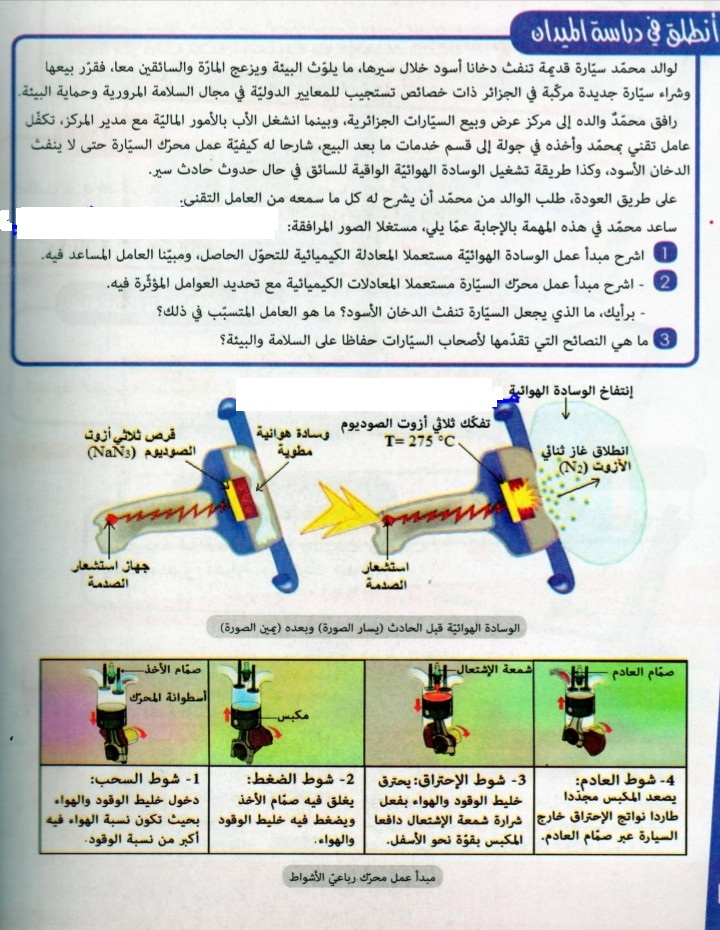 أنطلق في دراسة الميدان
لوالد محمّد سيّارة قديمة تنفث دخانا أسود خلال سيرها، ما يلوّث البيئة ويزعج المارّة والسائقين معا، فقرّر بيعها
وشراء سيّارة جديدة مركّبة في الجزائر ذات خصائص تستجيب للمعايير الدوليّة في مجال السلامة المرورية وحماية البيئة.
رافق محمّدٌ والده إلى مركز عرض وبيع السيّارات الجزائرية، وبينما انشغل الأب بالأمور الماليّة مع مدير المركز، تكفّل
عامل تقني بمحمّد وأخذه في جولة إلى قسم خدمات ما بعد البيع، شارحا له كيفيّة عمل محرّك السيّارة حتى لا ينفث
الدخان الأسود، وكذا طريقة تشغيل الوسادة الهوائيّة الواقية للسائق في حال حدوث حادث سير.
على طريق العودة، طلب الوالد من محمّد أن يشرح له كل ما سمعه من العامل التقني.
ساعد محمّد في هذه المهمة بالإجابة عمّا يلي، مستغلا الصور المرافقة:
1 اشرح مبدأ عمل الوسادة الهوائيّة مستعملا المعادلة الكيميائية للتحوّل الحاصل، ومبيّنا العامل المساعد فيه.
2 - اشرح مبدأ عمل محرّك السيّارة مستعملا المعادلات الكيميائية مع تحديد العوامل المؤثّرة فيه.
- برأيك، ما الذي يجعل السيارة تنفث الدخان الأسود؟ ما هو العامل المتسبّب في ذلك؟
3 ما هي النصائح التي تقدّمها لأصحاب السيّارات حفاظا على السلامة والبيئة؟
إنتفاخ الوسادة الهوائية
تفكّك ثلاثي أزوت الصوديوم
T= 275 °C
انطلاق غاز ثنائي
الأزوت (N₂)
استشعار
الصدمة
وسادة هوائية
مطوية
قرص ثلاثي أزوت
الصوديوم (NaN₃)
جهاز استشعار
الصدمة
الوسادة الهوائيّة قبل الحادث (يسار الصورة) وبعده (يمين الصورة)
صمّام الأخذ
أسطوانة المحرّك
مكبس
شمعة الإشتعال
صمّام العادم
1- شوط السحب:
دخول خليط الوقود والهواء
بحيث تكون نسبة الهواء فيه
أكبر من نسبة الوقود.
2- شوط الضغط:
يغلق فيه صمّام الأخذ
ويضغط فيه خليط الوقود
والهواء.
3- شوط الإحتراق: يحترق
خليط الوقود والهواء بفعل
شرارة شمعة الإشتعال دافعا
المكبس بقوّة نحو الأسفل.
4- شوط العادم:
يصعد المكبس مجدّدا
طاردا نواتج الإحتراق خارج
السيارة عبر صمّام العادم.
مبدأ عمل محرّك رباعيّ الأشواط